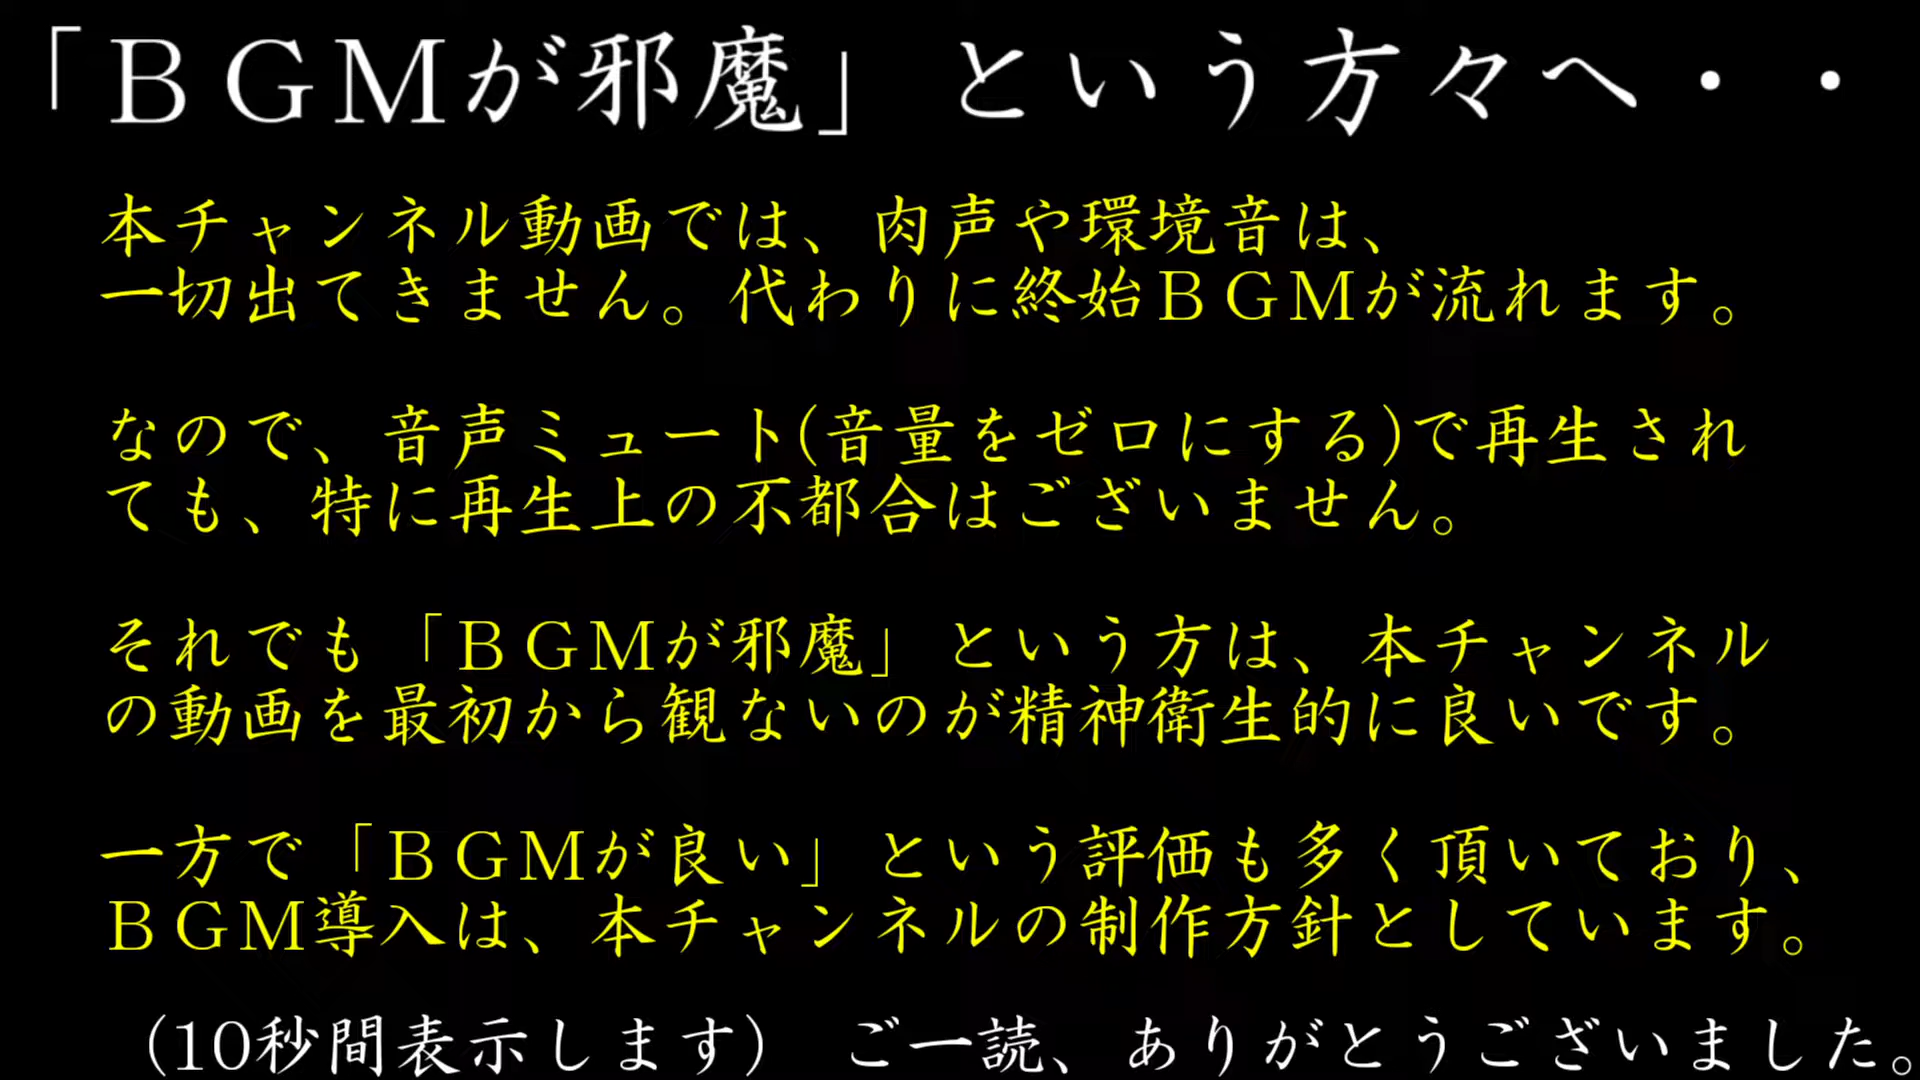 「ＢＧＭが邪魔」という方々へ・・
本チャンネル動画では、肉声や環境音は、
一切出てきません。代わりに終始ＢＧＭが流れます。
なので、音声ミュート(音量をゼロにする)で再生され
ても、特に再生上の不都合はございません。
それでも「ＢＧＭが邪魔」という方は、本チャンネル
の動画を最初から観ないのが精神衛生的に良いです。
一方で「ＢＧＭが良い」という評価も多く頂いており、
ＢＧＭ導入は、本チャンネルの制作方針としています。
(10秒間表示します)　ご一読、ありがとうございました。